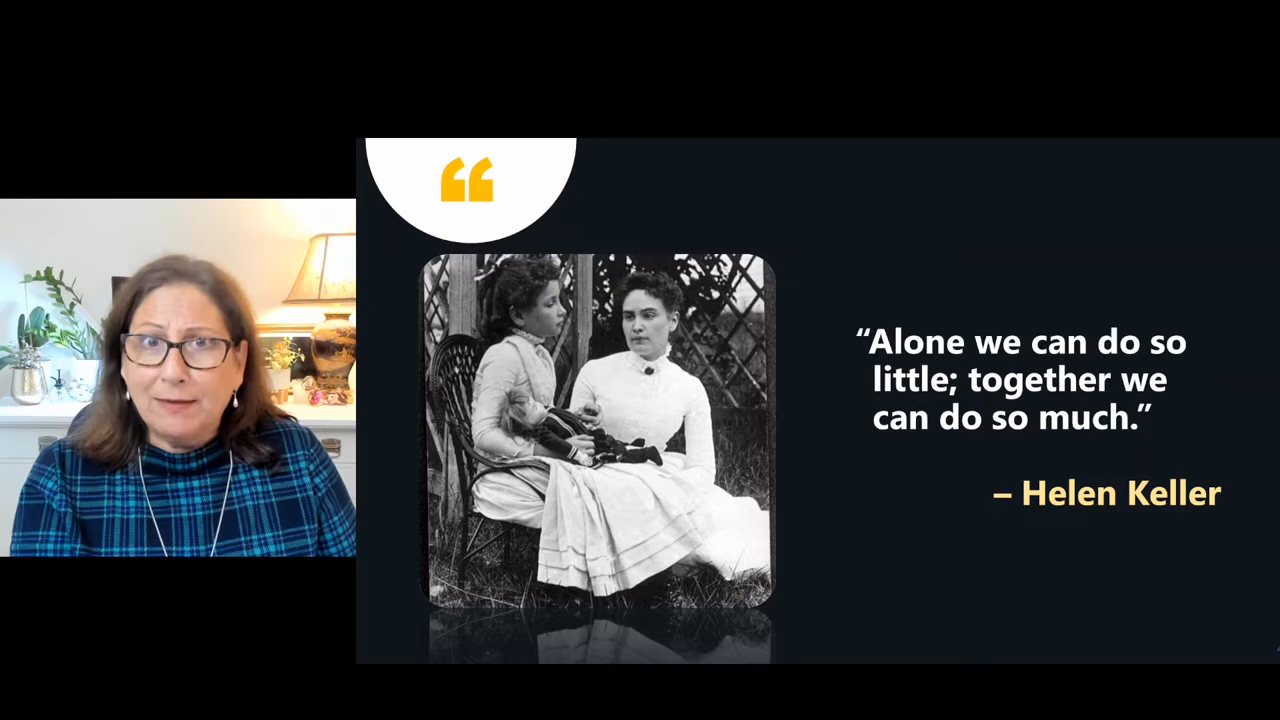 “Alone we can do so
little; together we
can do so much.”
– Helen Keller